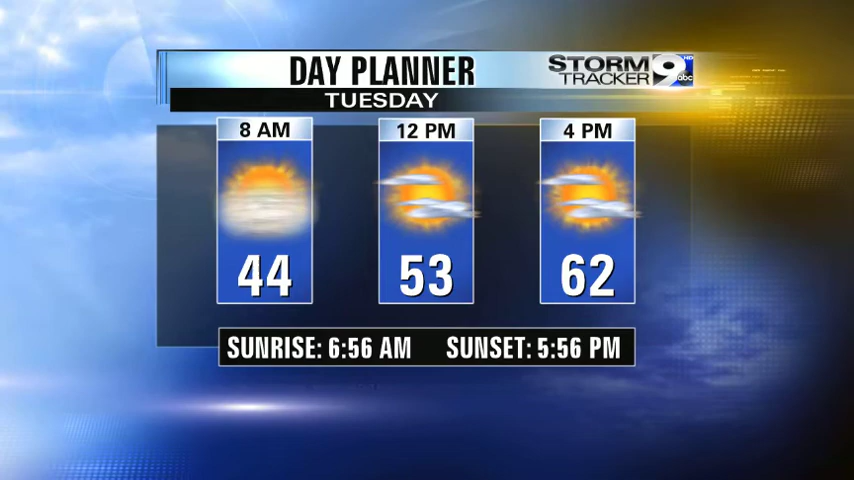 DAY PLANNER
STORM
TRACKER
9
HD
abc
TUESDAY
8 AM
12 PM
4 PM
44
53
62
SUNRISE: 6:56 AM
SUNSET: 5:56 PM